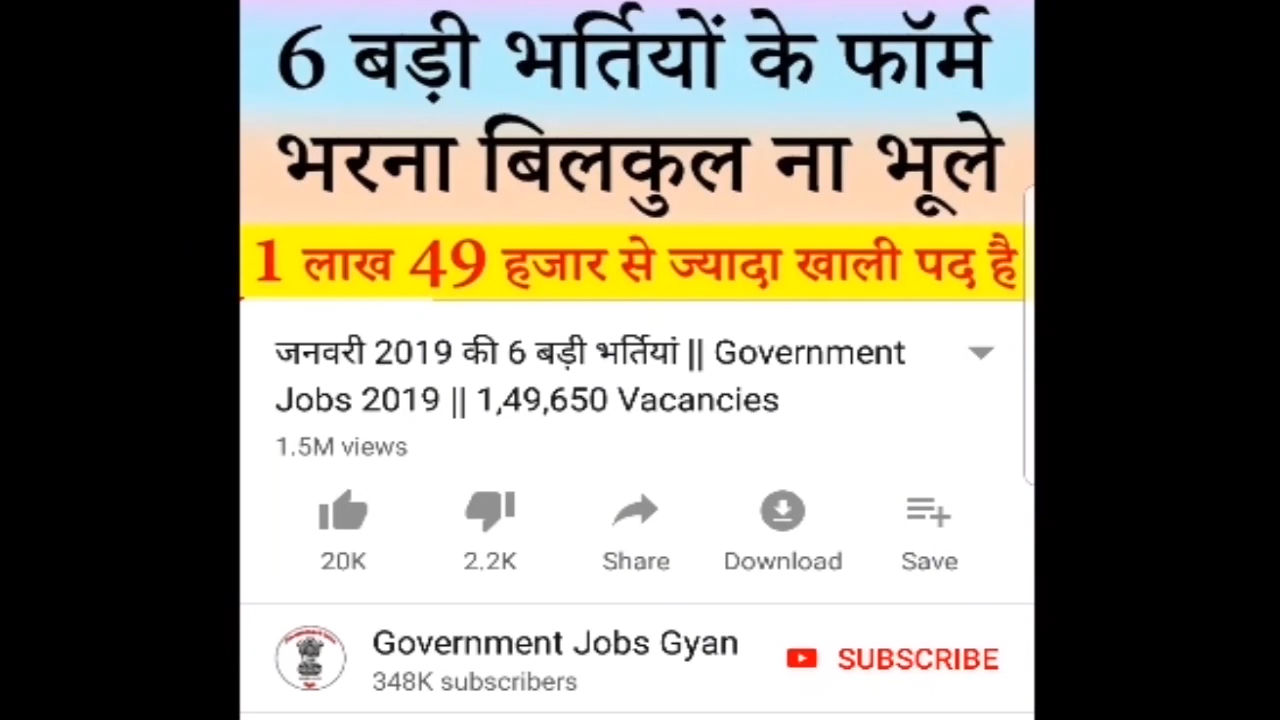 6 बड़ी भर्तियों के फॉर्म
भरना बिलकुल ना भूले
1 लाख 49 हजार से ज्यादा खाली पद है
जनवरी 2019 की 6 बड़ी भर्तियां || Government
Jobs 2019 || 1,49,650 Vacancies
1.5M views
20K 2.2K Share Download Save
Government Jobs Gyan
348K subscribers
SUBSCRIBE